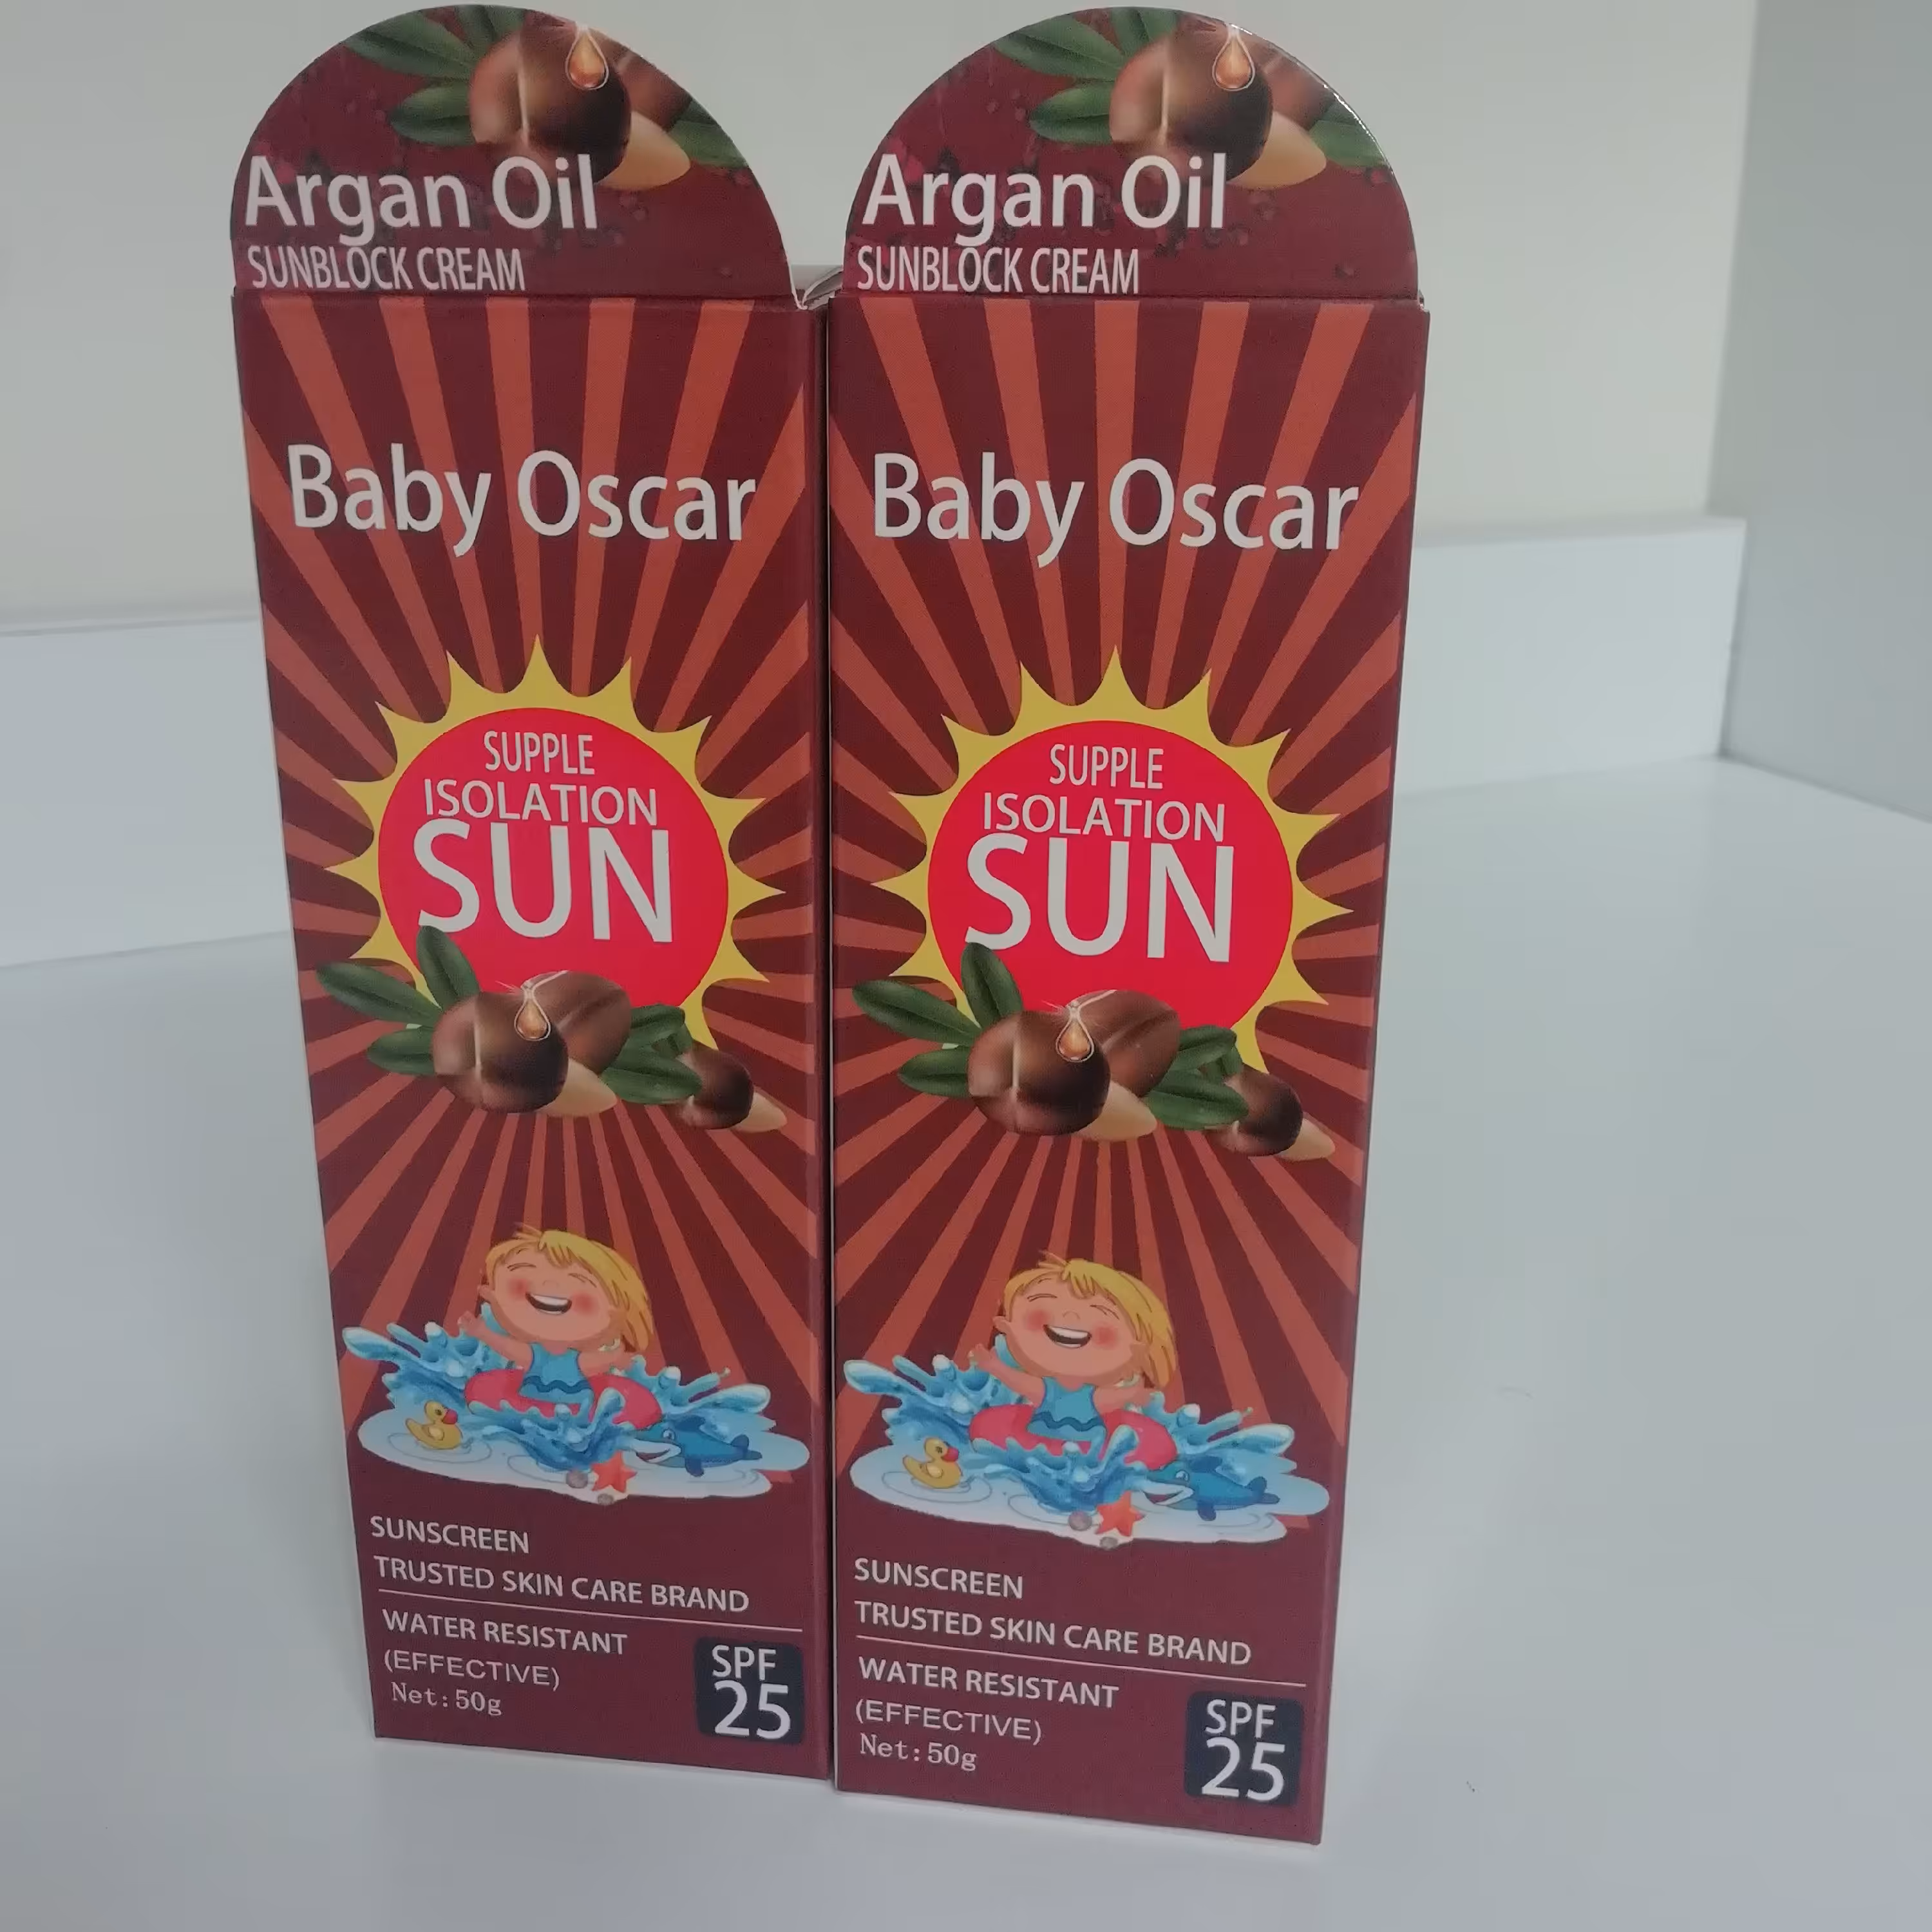 Argan Oil
SUNBLOCK CREAM
Baby Oscar
SUPPLE
ISOLATION
SUN
SUNSCREEN
TRUSTED SKIN CARE BRAND
WATER RESISTANT
(EFFECTIVE)
Net:50g
SPF
25
Argan Oil
SUNBLOCK CREAM
Baby Oscar
SUPPLE
ISOLATION
SUN
SUNSCREEN
TRUSTED SKIN CARE BRAND
WATER RESISTANT
(EFFECTIVE)
Net:50g
SPF
25